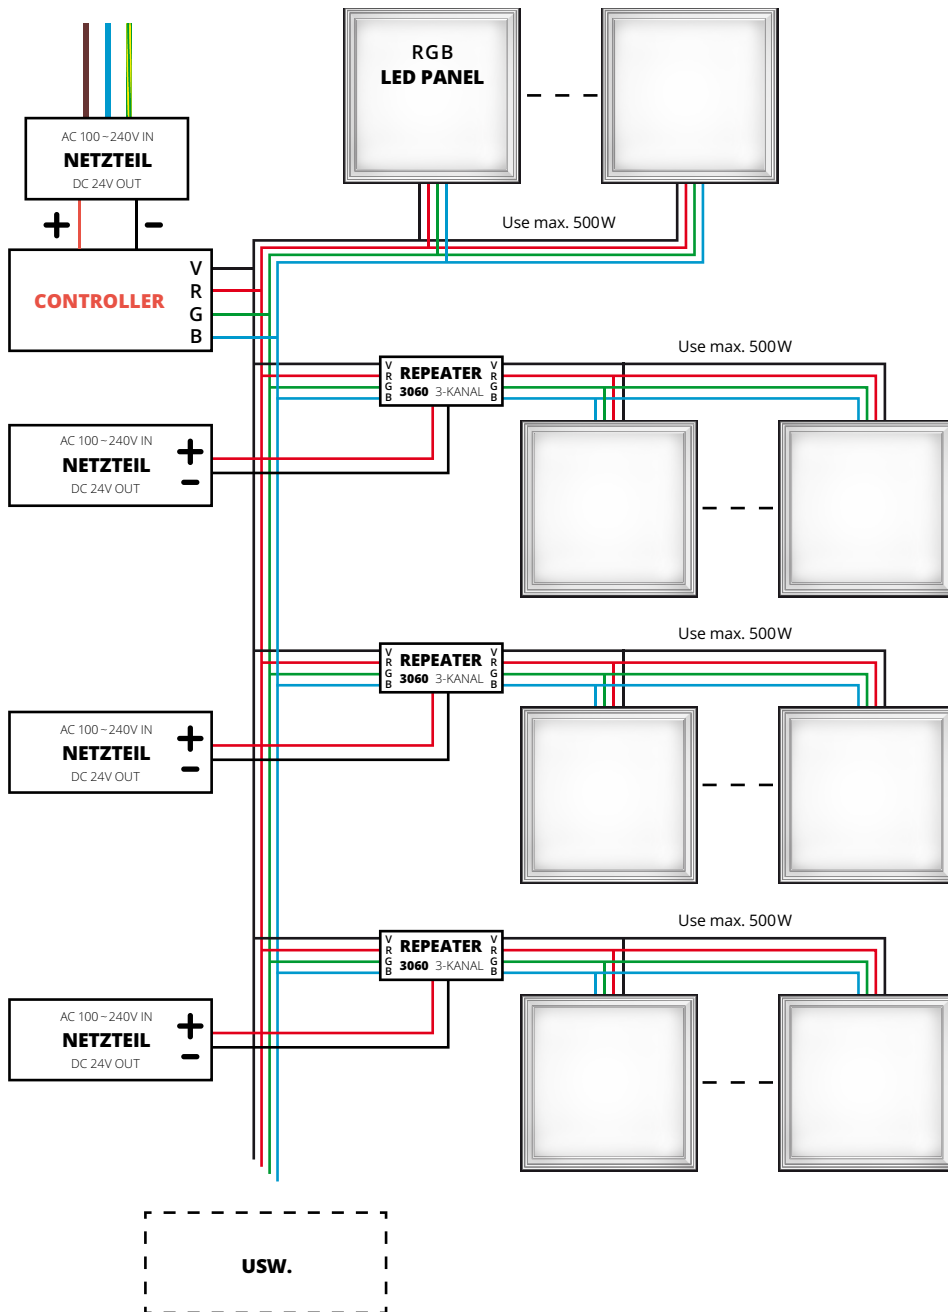 RGB
LED PANEL
AC 100~240V IN
NETZTEIL
DC 24V OUT
+ -
Use max. 500W
CONTROLLER
V
R
G
B
Use max. 500W
V
R
G
B
REPEATER
3060 3-KANAL
V
R
G
B
AC 100~240V IN
NETZTEIL
DC 24V OUT
+
-
Use max. 500W
V
R
G
B
REPEATER
3060 3-KANAL
V
R
G
B
AC 100~240V IN
NETZTEIL
DC 24V OUT
+
-
Use max. 500W
V
R
G
B
REPEATER
3060 3-KANAL
V
R
G
B
AC 100~240V IN
NETZTEIL
DC 24V OUT
+
-
USW.